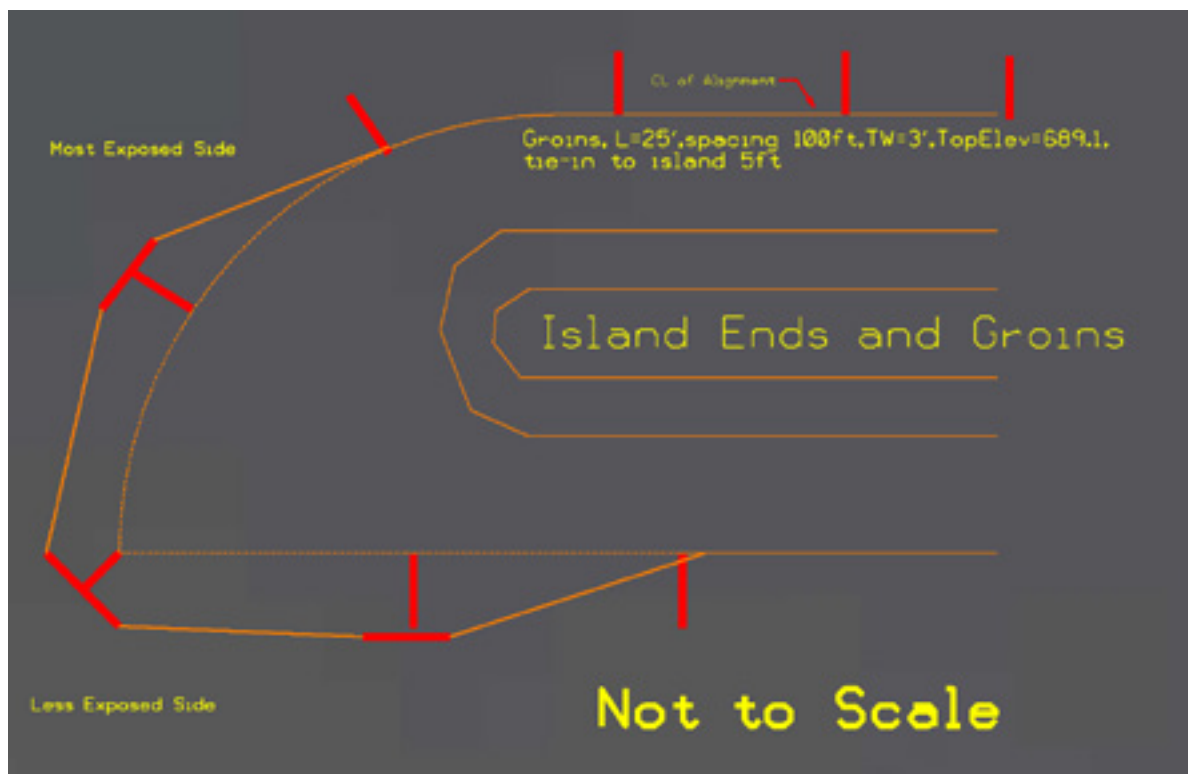 CL of Alignment
Most Exposed Side
Groins, L=25',spacing 100ft,TW=3',TopElev=689.1,
tie-in to island 5ft
Island Ends and Groins
Less Exposed Side
Not to Scale